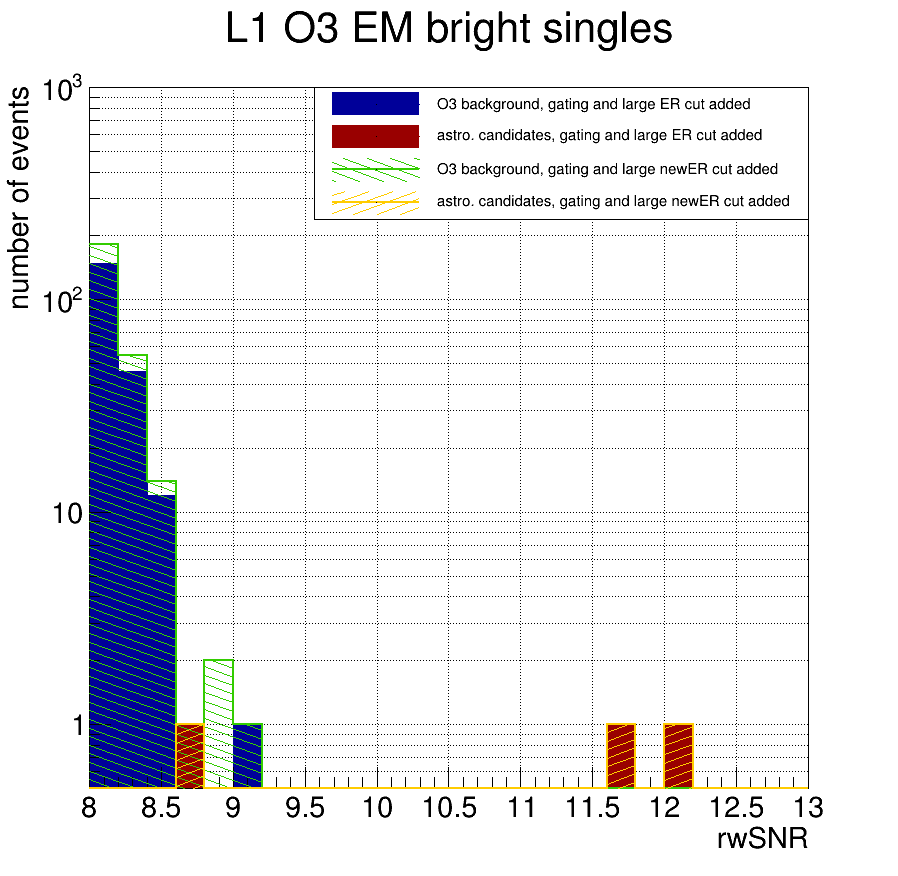 L1 O3 EM bright singles
number of events
10³
10²
10
1
O3 background, gating and large ER cut added
astro. candidates, gating and large ER cut added
O3 background, gating and large newER cut added
astro. candidates, gating and large newER cut added
8 8.5 9 9.5 10 10.5 11 11.5 12 12.5 13
rwSNR